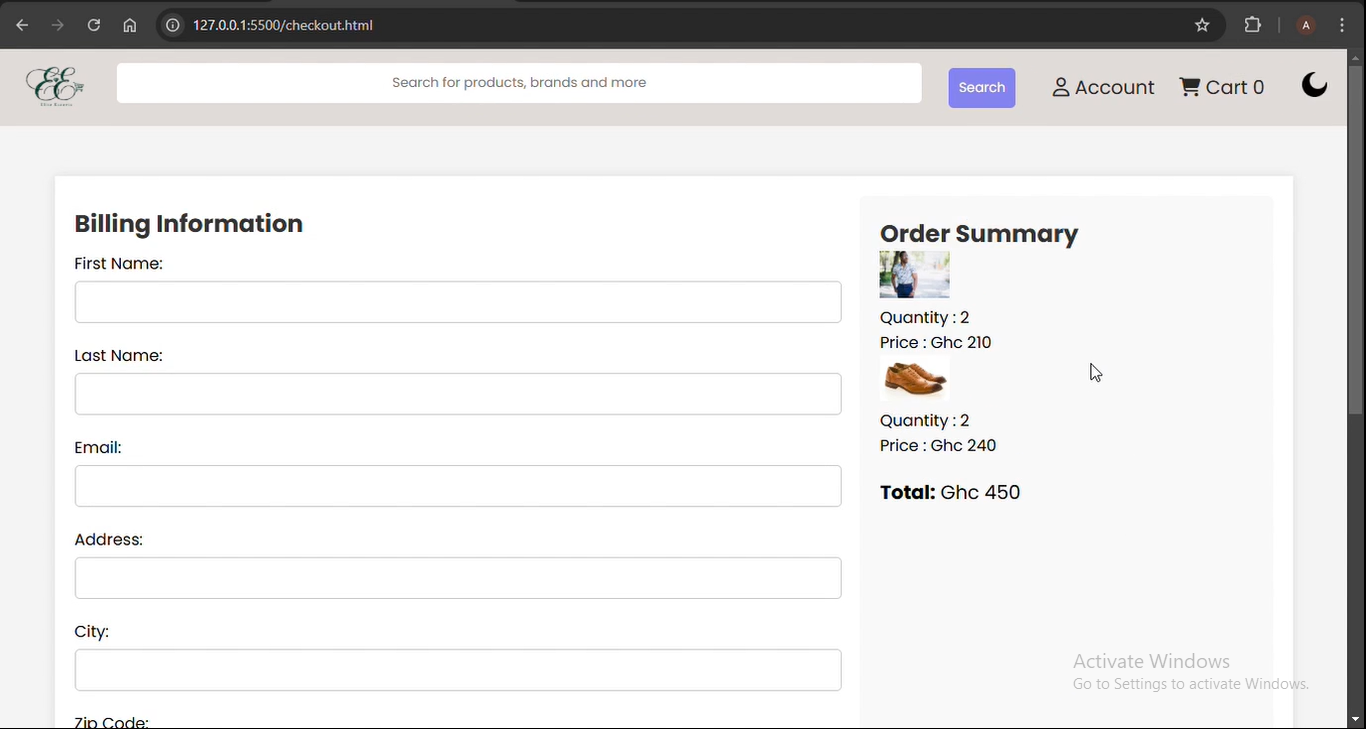 127.0.0.1:5500/checkout.html
A
EE
Search for products, brands and more
Search
Account
Cart 0
Billing Information
First Name:
Last Name:
Email:
Address:
City:
Zip Code:
Order Summary
Quantity : 2
Price : Ghc 210
Quantity : 2
Price : Ghc 240
Total: Ghc 450
Activate Windows
Go to Settings to activate Windows.